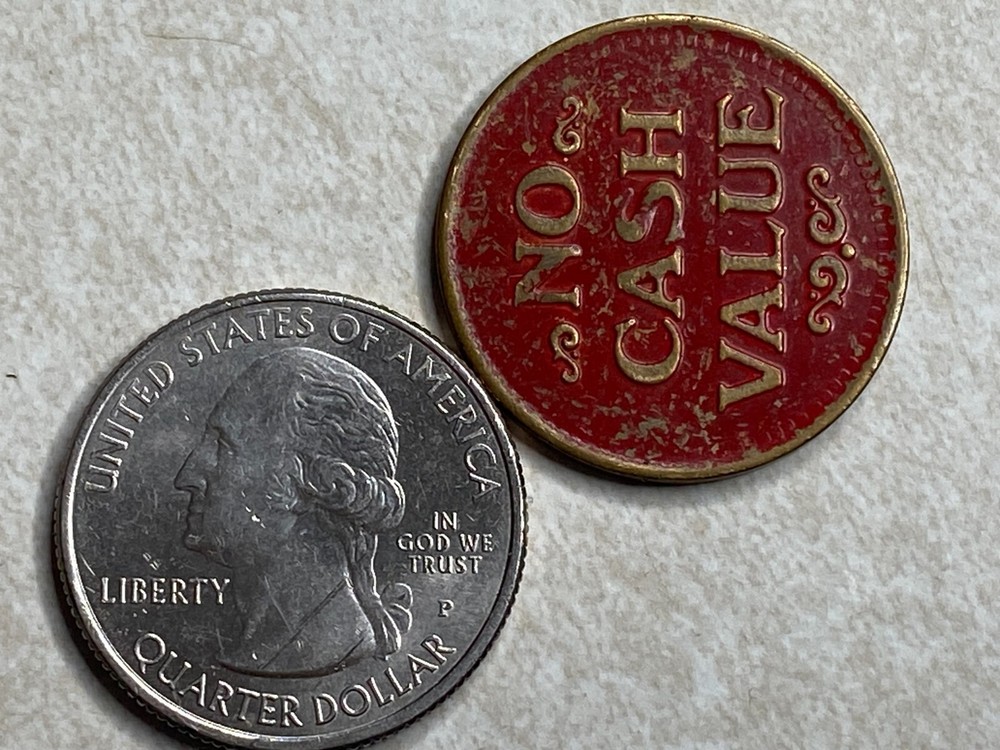 UNITED STATES OF AMERICA
LIBERTY
IN
GOD WE
TRUST
P
QUARTER DOLLAR
NO
CASH
VALUE